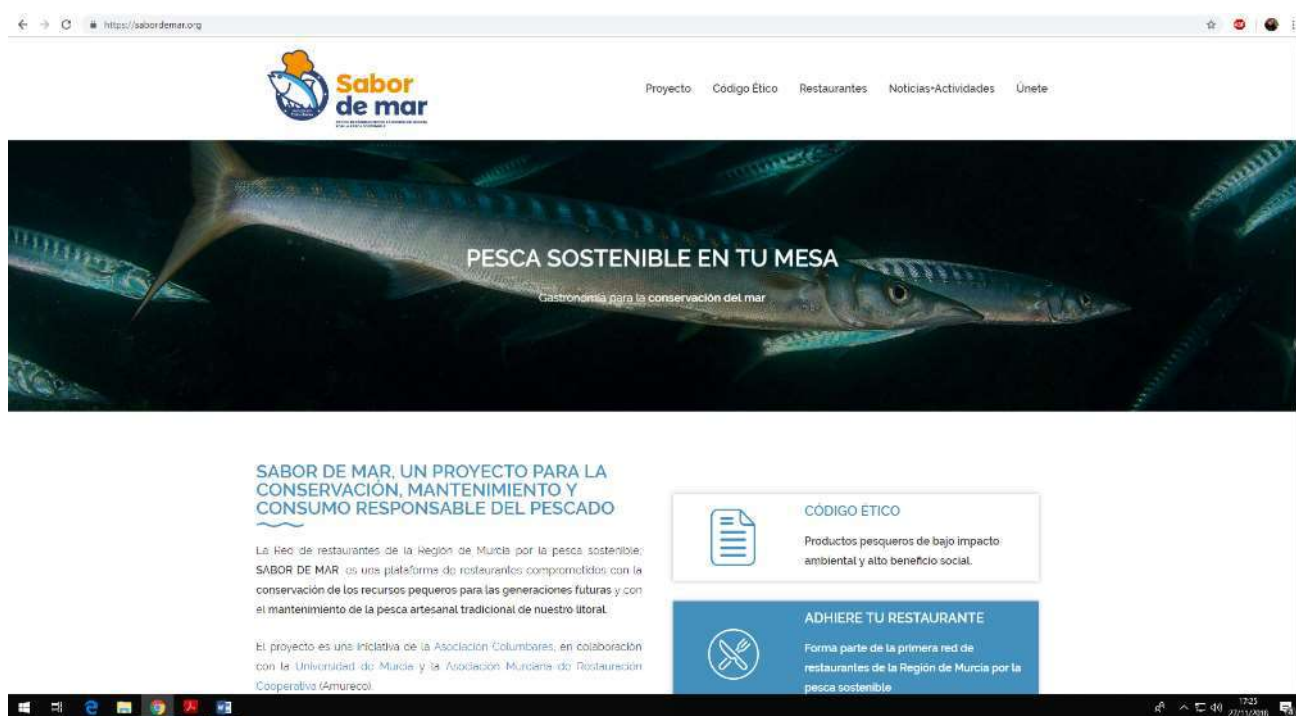 https://sabordemar.org
Sabor
de mar
Proyecto Código Ético Restaurantes Noticias+Actividades Únete
PESCA SOSTENIBLE EN TU MESA
Gastronomía para la conservación del mar
SABOR DE MAR, UN PROYECTO PARA LA
CONSERVACIÓN, MANTENIMIENTO Y
CONSUMO RESPONSABLE DEL PESCADO
La Red de restaurantes de la Región de Murcia por la pesca sostenible;
SABOR DE MAR es una plataforma de restaurantes comprometidos con la
conservación de los recursos pequeros para las generaciones futuras y con
el mantenimiento de la pesca artesanal tradicional de nuestro litoral.
El proyecto es una iniciativa de la Asociación Columbares, en colaboración
con la Universidad de Murcia y la Asociación Murciana de Restauración
Cooperativa (Amureco)
CÓDIGO ÉTICO
Productos pesqueros de bajo impacto
ambiental y alto beneficio social.
ADHIERE TU RESTAURANTE
Forma parte de la primera red de
restaurantes de la Región de Murcia por la
pesca sostenible
17:25